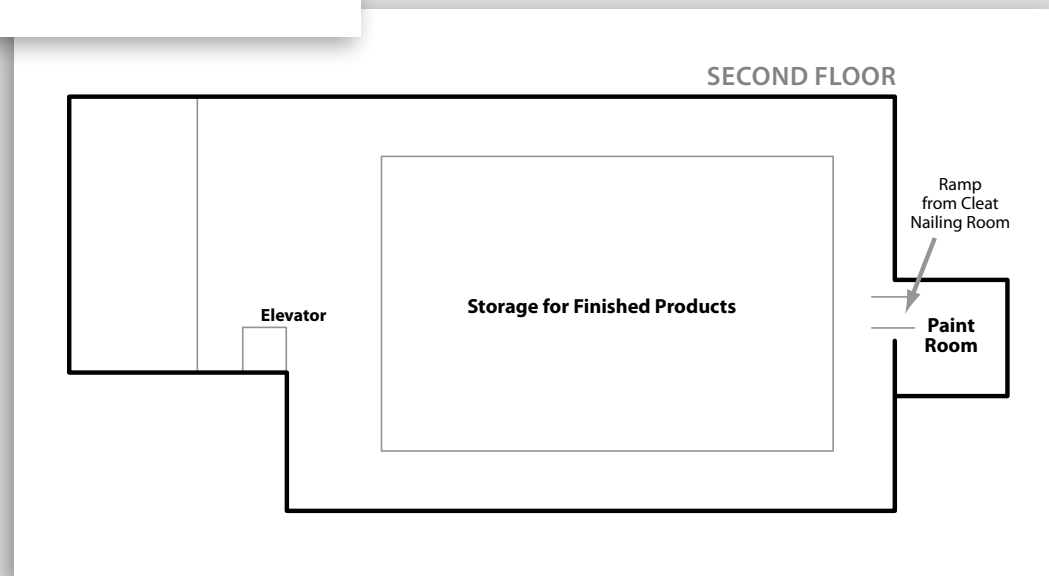 SECOND FLOOR
Ramp
from Cleat
Nailing Room
Elevator
Storage for Finished Products
Paint
Room